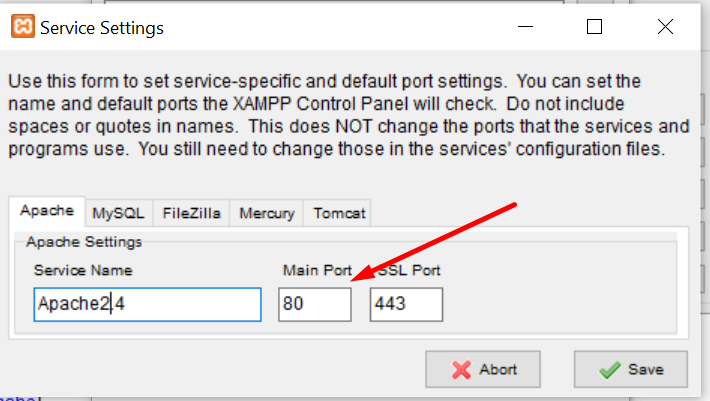 Service Settings
Use this form to set service-specific and default port settings. You can set the
name and default ports the XAMPP Control Panel will check. Do not include
spaces or quotes in names. This does NOT change the ports that the services and
programs use. You still need to change those in the services' configuration files.
Apache MySQL FileZilla Mercury Tomcat
Apache Settings
Service Name Main Port SSL Port
Apache2.4 80 443
Abort Save